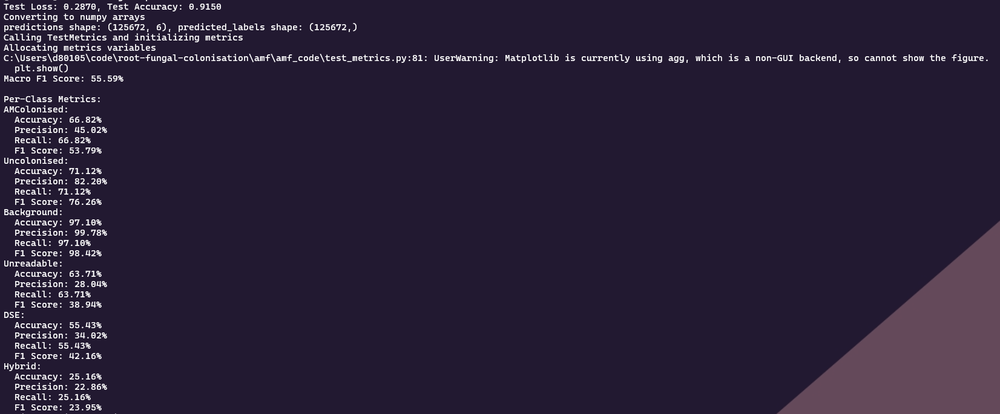 Test Loss: 0.2870, Test Accuracy: 0.9150
Converting to numpy arrays
predictions shape: (125672, 6), predicted_labels shape: (125672,)
Calling TestMetrics and initializing metrics
Allocating metrics variables
C:\Users\d80105\code\root-fungal-colonisation\amf\amf_code\test_metrics.py:81: UserWarning: Matplotlib is currently using agg, which is a non-GUI backend, so cannot show the figure.
  plt.show()
Macro F1 Score: 55.59%

Per-Class Metrics:
AMColonised:
  Accuracy: 66.82%
  Precision: 45.02%
  Recall: 66.82%
  F1 Score: 53.79%
Uncolonised:
  Accuracy: 71.12%
  Precision: 82.20%
  Recall: 71.12%
  F1 Score: 76.26%
Background:
  Accuracy: 97.10%
  Precision: 99.78%
  Recall: 97.10%
  F1 Score: 98.42%
Unreadable:
  Accuracy: 63.71%
  Precision: 28.04%
  Recall: 63.71%
  F1 Score: 38.94%
DSE:
  Accuracy: 55.43%
  Precision: 34.02%
  Recall: 55.43%
  F1 Score: 42.16%
Hybrid:
  Accuracy: 25.16%
  Precision: 22.86%
  Recall: 25.16%
  F1 Score: 23.95%